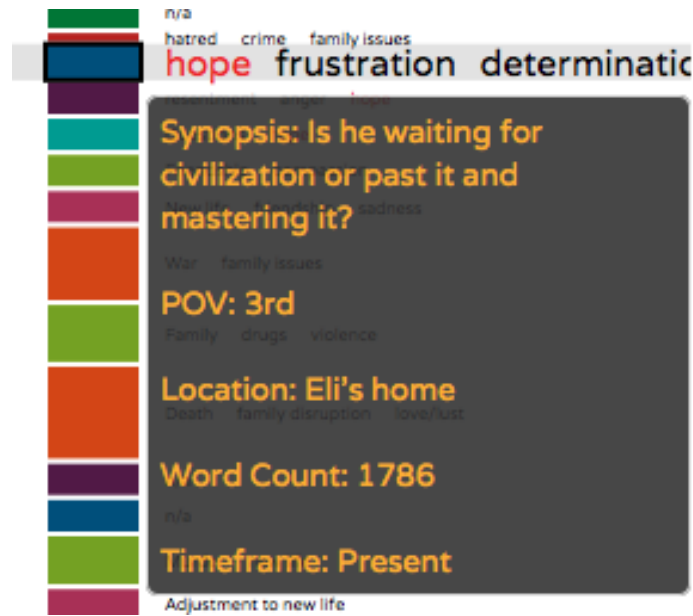 n/a
hatred crime family issues
hope frustration determinatic
resentment anger hope
Synopsis: Is he waiting for
civilization or past it and
New life friendship sadness
mastering it?
War family issues
POV: 3rd
Family drugs violence
Location: Eli's home
Death family disruption love/lust
Word Count: 1786
n/a
Timeframe: Present
Adjustment to new life